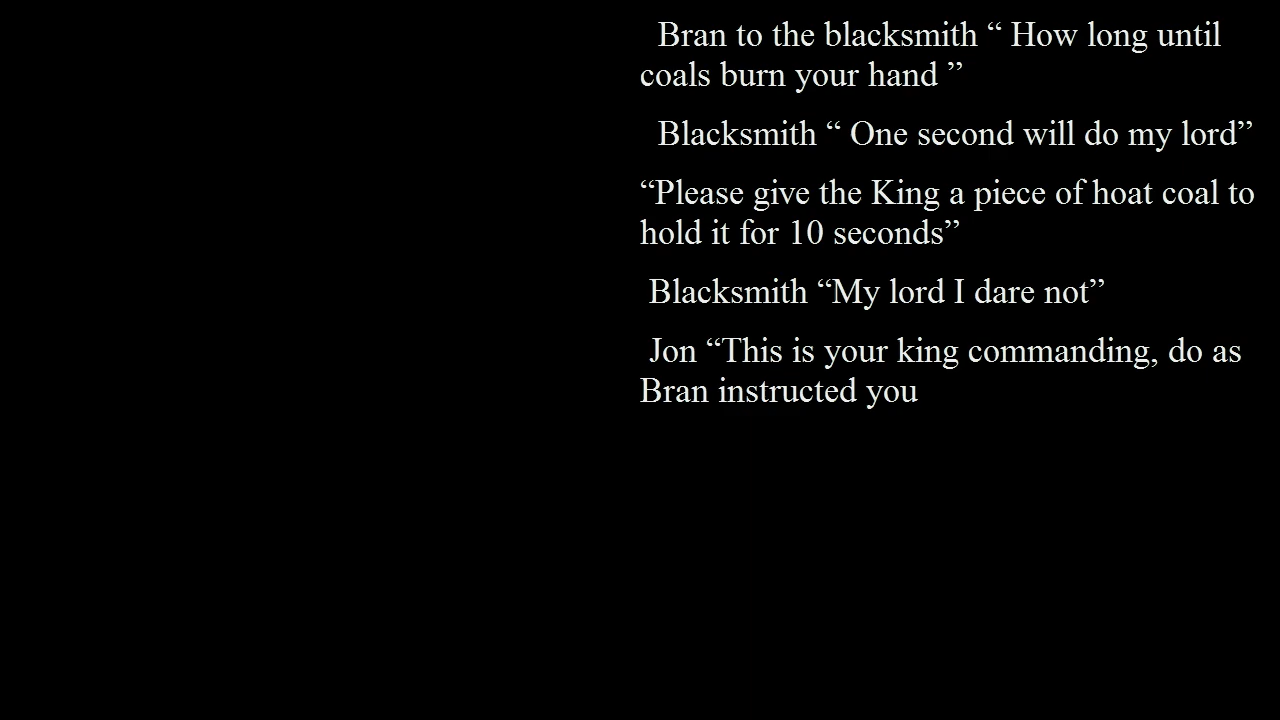 Bran to the blacksmith “ How long until
coals burn your hand ”
Blacksmith “ One second will do my lord”
“Please give the King a piece of hoat coal to
hold it for 10 seconds”
Blacksmith “My lord I dare not”
Jon “This is your king commanding, do as
Bran instructed you